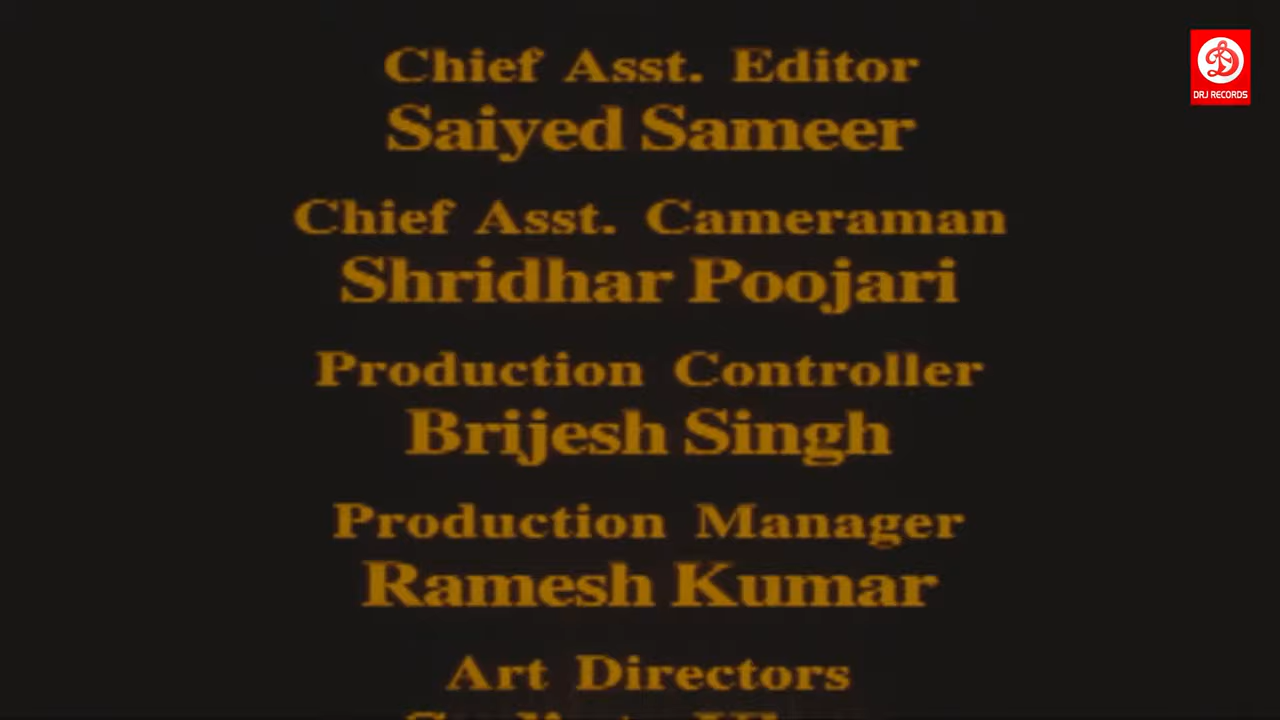 Chief Asst. Editor
Saiyed Sameer
Chief Asst. Cameraman
Shridhar Poojari
Production Controller
Brijesh Singh
Production Manager
Ramesh Kumar
Art Directors
DRJ RECORDS